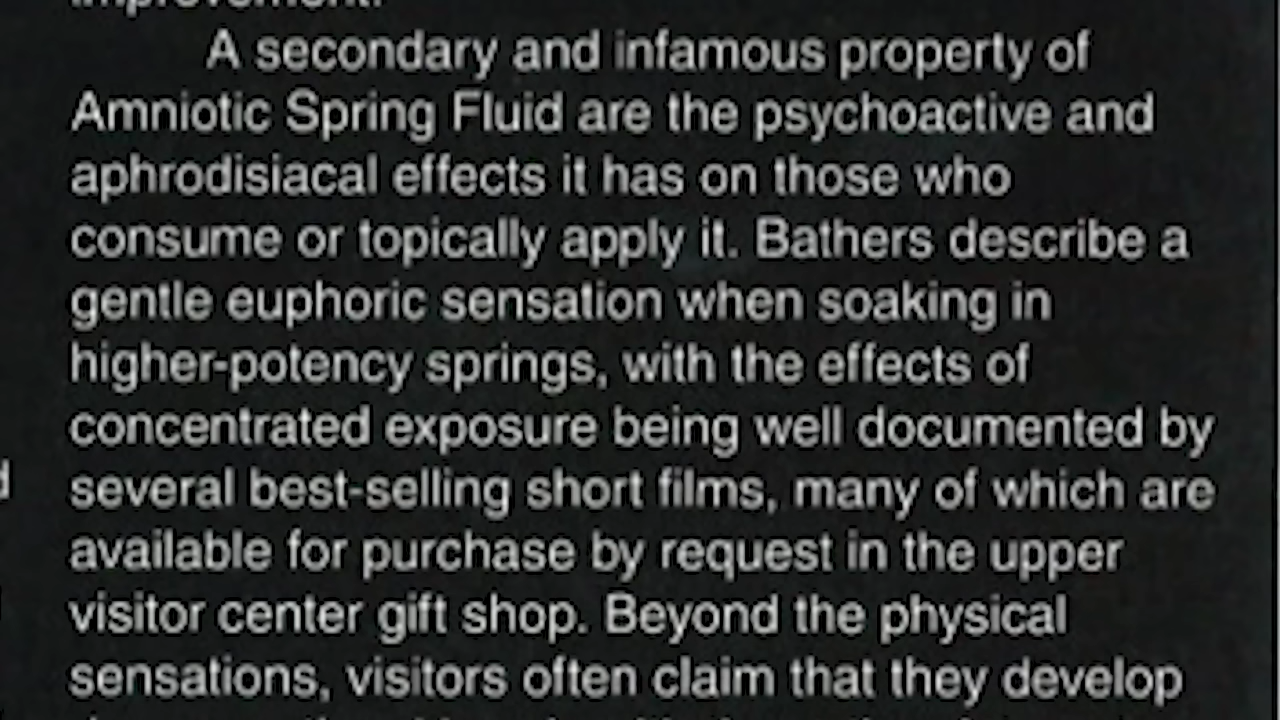 improvement.
A secondary and infamous property of
Amniotic Spring Fluid are the psychoactive and
aphrodisiacal effects it has on those who
consume or topically apply it. Bathers describe a
gentle euphoric sensation when soaking in
higher-potency springs, with the effects of
concentrated exposure being well documented by
several best-selling short films, many of which are
available for purchase by request in the upper
visitor center gift shop. Beyond the physical
sensations, visitors often claim that they develop